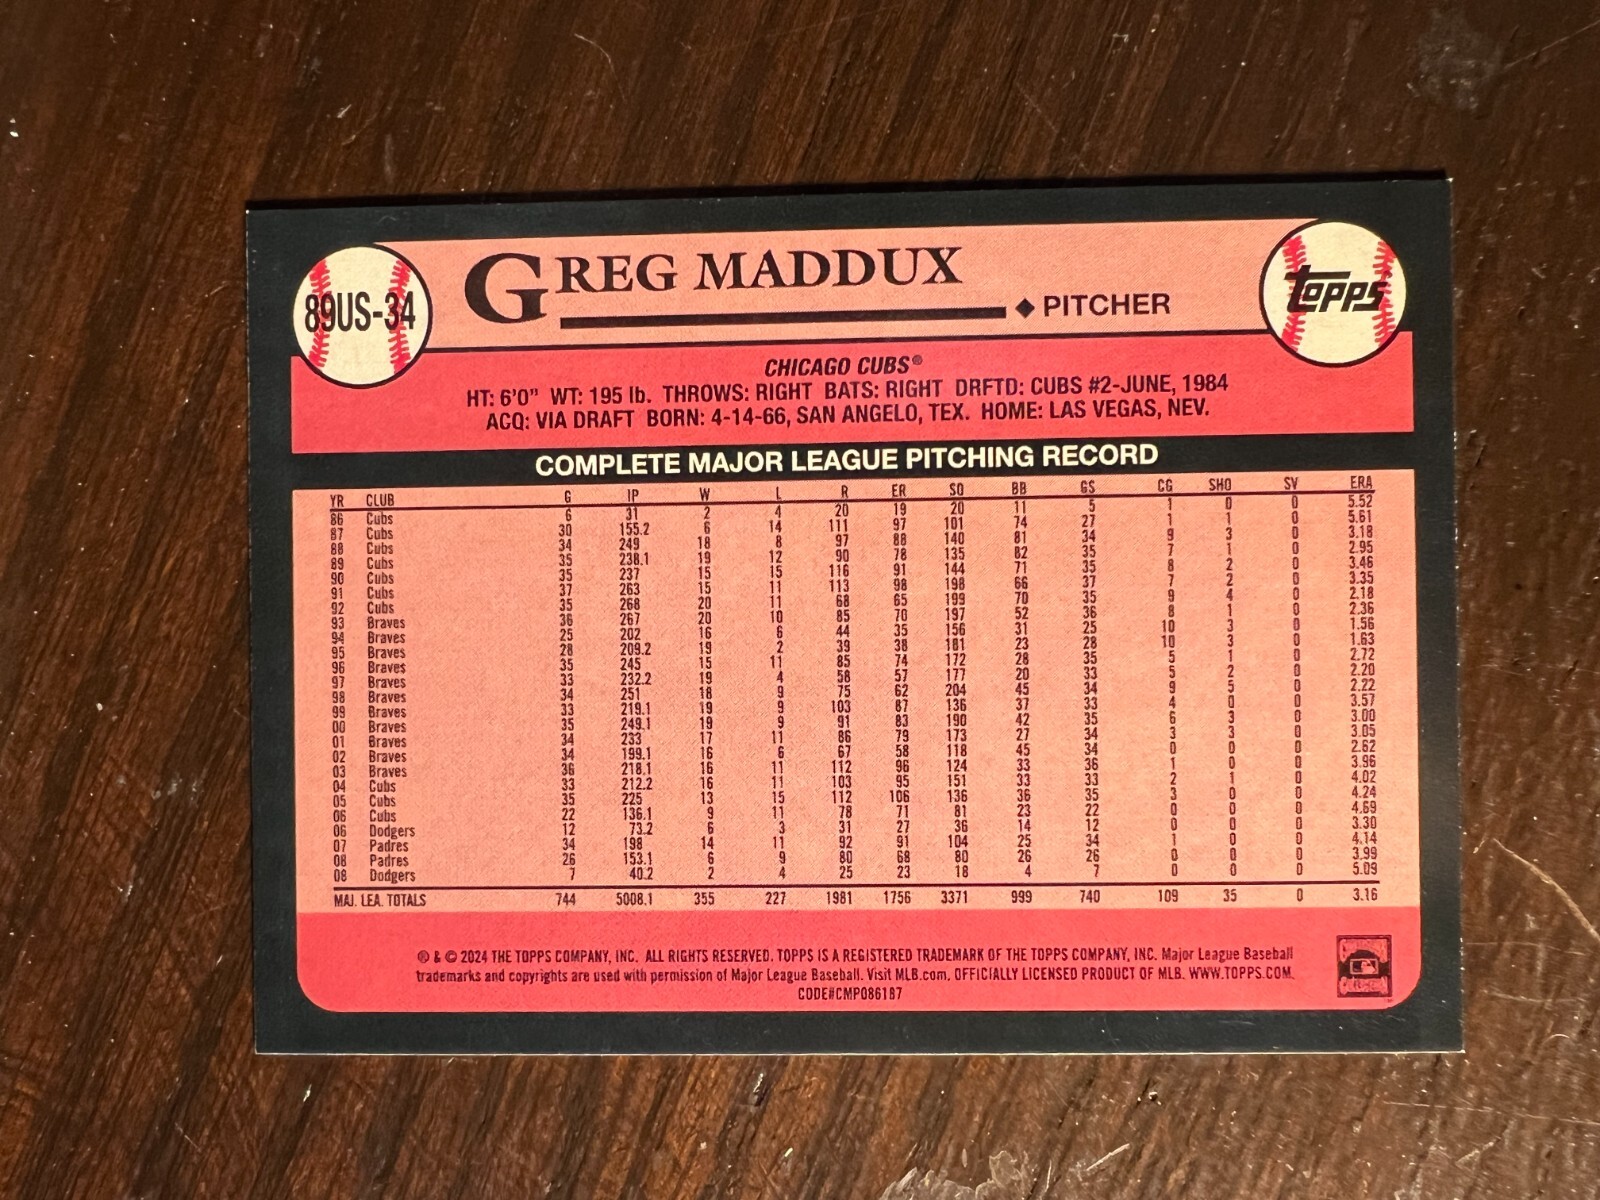 89US-34
GREG MADDUX
◆ PITCHER
topps
CHICAGO CUBS®
HT: 6'0" WT: 195 lb. THROWS: RIGHT BATS: RIGHT DRFTD: CUBS #2-JUNE, 1984
ACQ: VIA DRAFT BORN: 4-14-66, SAN ANGELO, TEX. HOME: LAS VEGAS, NEV.
COMPLETE MAJOR LEAGUE PITCHING RECORD
YR CLUB G IP W L R ER SO BB GS CG SHO SV ERA
86 Cubs 6 31 2 4 20 19 20 11 5 1 0 0 5.52
87 Cubs 30 155.2 6 14 111 97 101 74 27 1 1 0 5.61
88 Cubs 34 249 18 8 97 88 140 81 34 9 3 0 3.18
89 Cubs 35 238.1 19 12 90 78 135 82 35 7 1 0 2.95
90 Cubs 35 237 15 15 116 91 144 71 35 8 2 0 3.46
91 Cubs 37 263 15 11 113 98 198 66 37 7 2 0 3.35
92 Cubs 35 268 20 11 68 65 199 70 35 9 4 0 2.18
93 Braves 36 267 20 10 85 70 197 52 36 8 1 0 2.36
94 Braves 25 202 16 6 44 35 156 31 25 10 3 0 1.56
95 Braves 28 209.2 19 2 39 38 181 23 28 10 3 0 1.63
96 Braves 35 245 15 11 85 74 172 28 35 5 1 0 2.72
97 Braves 33 232.2 19 4 58 57 177 20 33 5 2 0 2.20
98 Braves 34 251 18 9 75 62 204 45 34 9 5 0 2.22
99 Braves 33 219.1 19 9 103 87 136 37 33 4 0 0 3.57
00 Braves 35 249.1 19 9 91 83 190 42 35 6 3 0 3.00
01 Braves 34 233 17 11 86 79 173 27 34 3 3 0 3.05
02 Braves 34 199.1 16 6 67 58 118 45 34 0 0 0 2.62
03 Braves 36 218.1 16 11 112 96 124 33 36 1 0 0 3.96
04 Cubs 33 212.2 16 11 103 95 151 33 33 2 1 0 4.02
05 Cubs 35 225 13 15 112 106 136 36 35 3 0 0 4.24
06 Cubs 22 136.1 9 11 78 71 81 23 22 0 0 0 4.69
06 Dodgers 12 73.2 6 3 31 27 36 14 12 0 0 0 3.30
07 Padres 34 198 14 11 92 91 104 25 34 1 0 0 4.14
08 Padres 26 153.1 6 9 80 68 80 26 26 0 0 0 3.99
08 Dodgers 7 40.2 2 4 25 23 18 4 7 0 0 0 5.09
MAJ. LEA. TOTALS 744 5008.1 355 227 1981 1756 3371 999 740 109 35 0 3.16
® & © 2024 THE TOPPS COMPANY, INC. ALL RIGHTS RESERVED. TOPPS IS A REGISTERED TRADEMARK OF THE TOPPS COMPANY, INC. Major League Baseball
trademarks and copyrights are used with permission of Major League Baseball. Visit MLB.com. OFFICIALLY LICENSED PRODUCT OF MLB. WWW.TOPPS.COM.
CODE#CMP086187